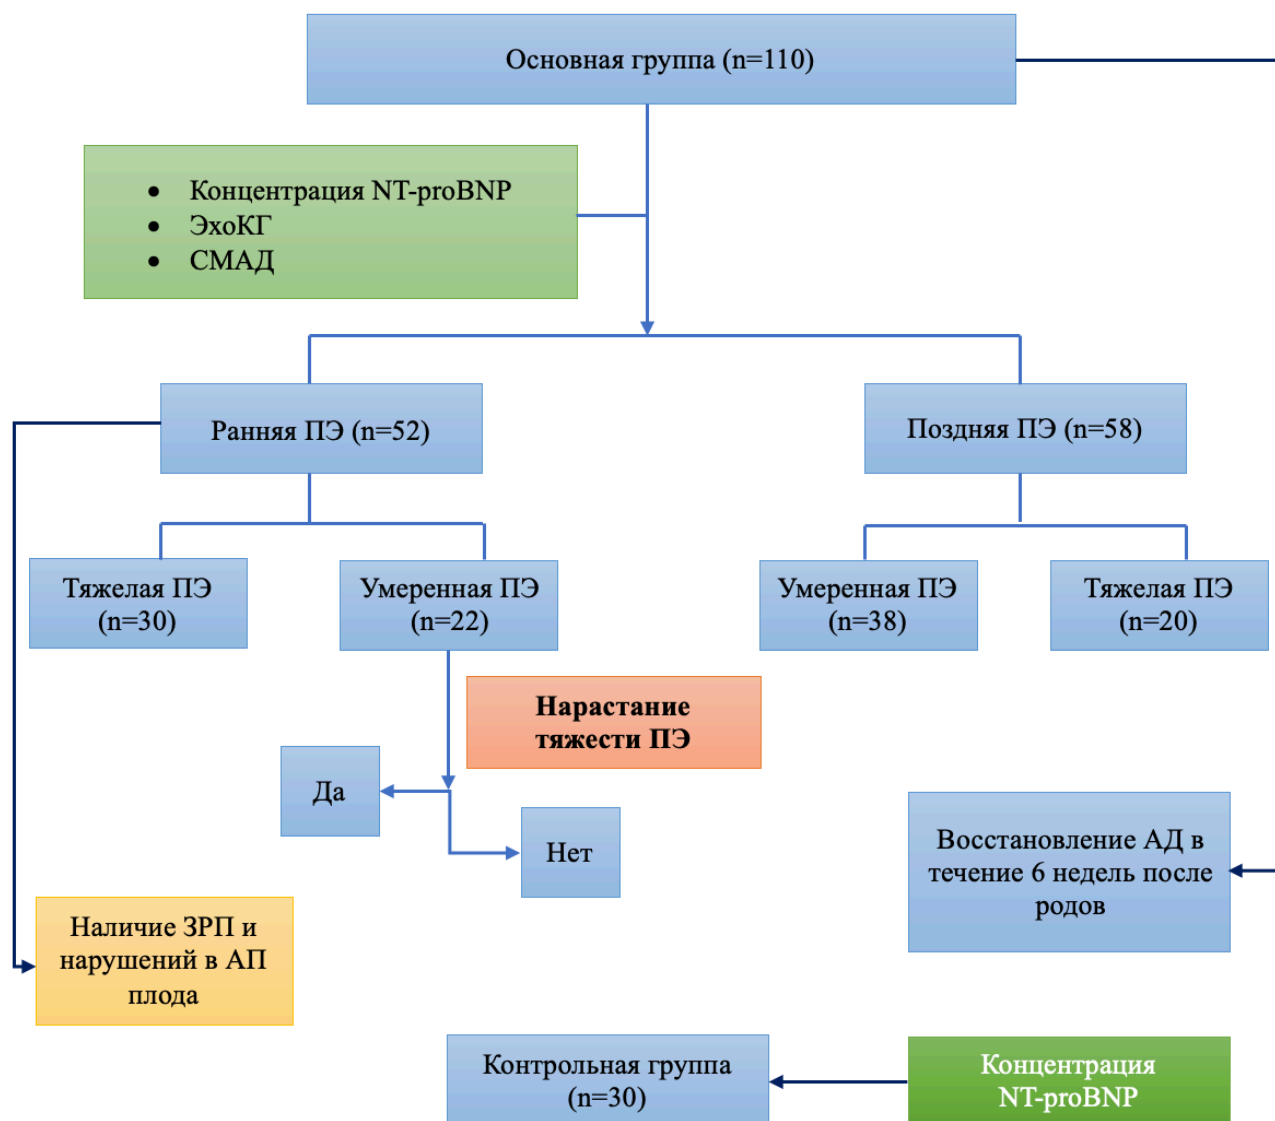 Основная группа (n=110)
• Концентрация NT-proBNP
• ЭхоКГ
• СМАД
Ранняя ПЭ (n=52)
Поздняя ПЭ (n=58)
Тяжелая ПЭ
(n=30)
Умеренная ПЭ
(n=22)
Умеренная ПЭ
(n=38)
Тяжелая ПЭ
(n=20)
Нарастание
тяжести ПЭ
Да
Нет
Восстановление АД в
течение 6 недель после
родов
Наличие ЗРП и
нарушений в АП
плода
Контрольная группа
(n=30)
Концентрация
NT-proBNP